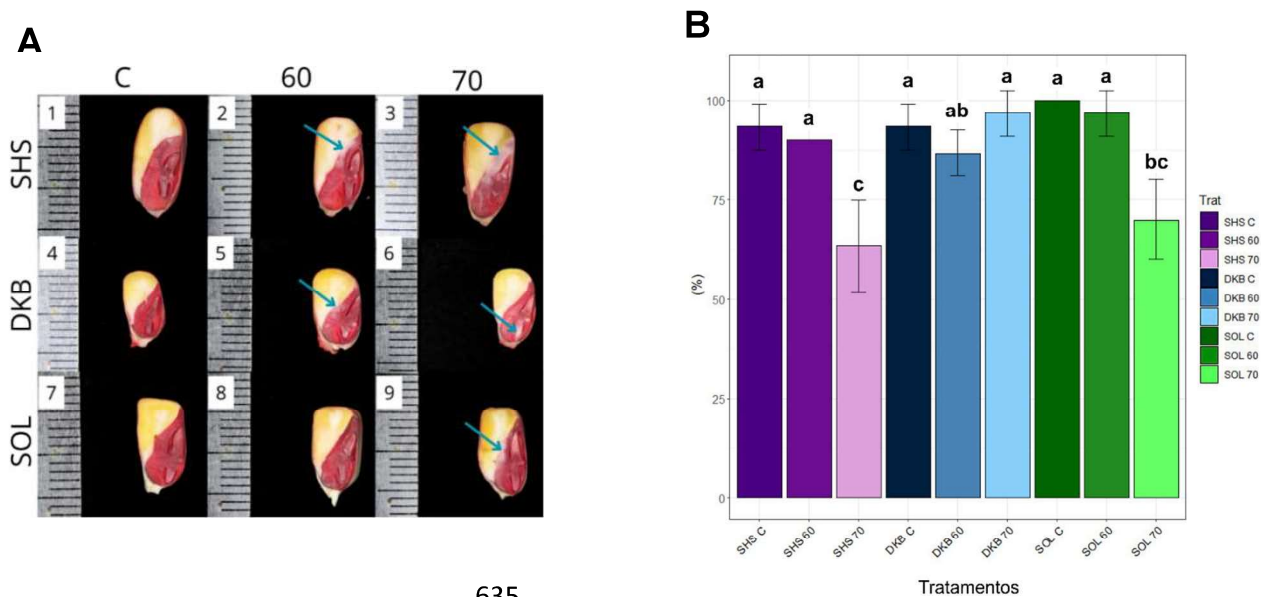 A
B
C 60 70
SHS
1 2 3
DKB
4 5 6
SOL
7 8 9
a a c a ab a a a bc
100
75
50
25
0
(%)
SHS C SHS 60 SHS 70 DKB C DKB 60 DKB 70 SOL C SOL 60 SOL 70
Tratamentos
Trat
SHS C
SHS 60
SHS 70
DKB C
DKB 60
DKB 70
SOL C
SOL 60
SOL 70
635